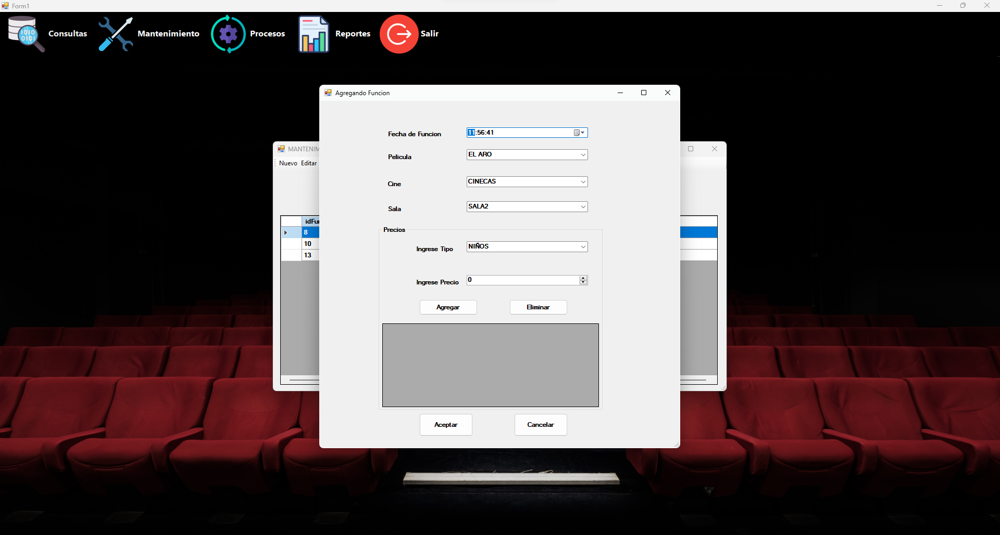 Form1
Consultas
Mantenimiento
Procesos
Reportes
Salir
Agregando Funcion
Fecha de Funcion
11:56:41
Pelicula
EL ARO
Cine
CINECAS
Sala
SALA2
Precios
Ingrese Tipo
NIÑOS
Ingrese Precio
0
Agregar
Eliminar
Aceptar
Cancelar
MANTENIM
Nuevo Editar
idFun
8
10
13